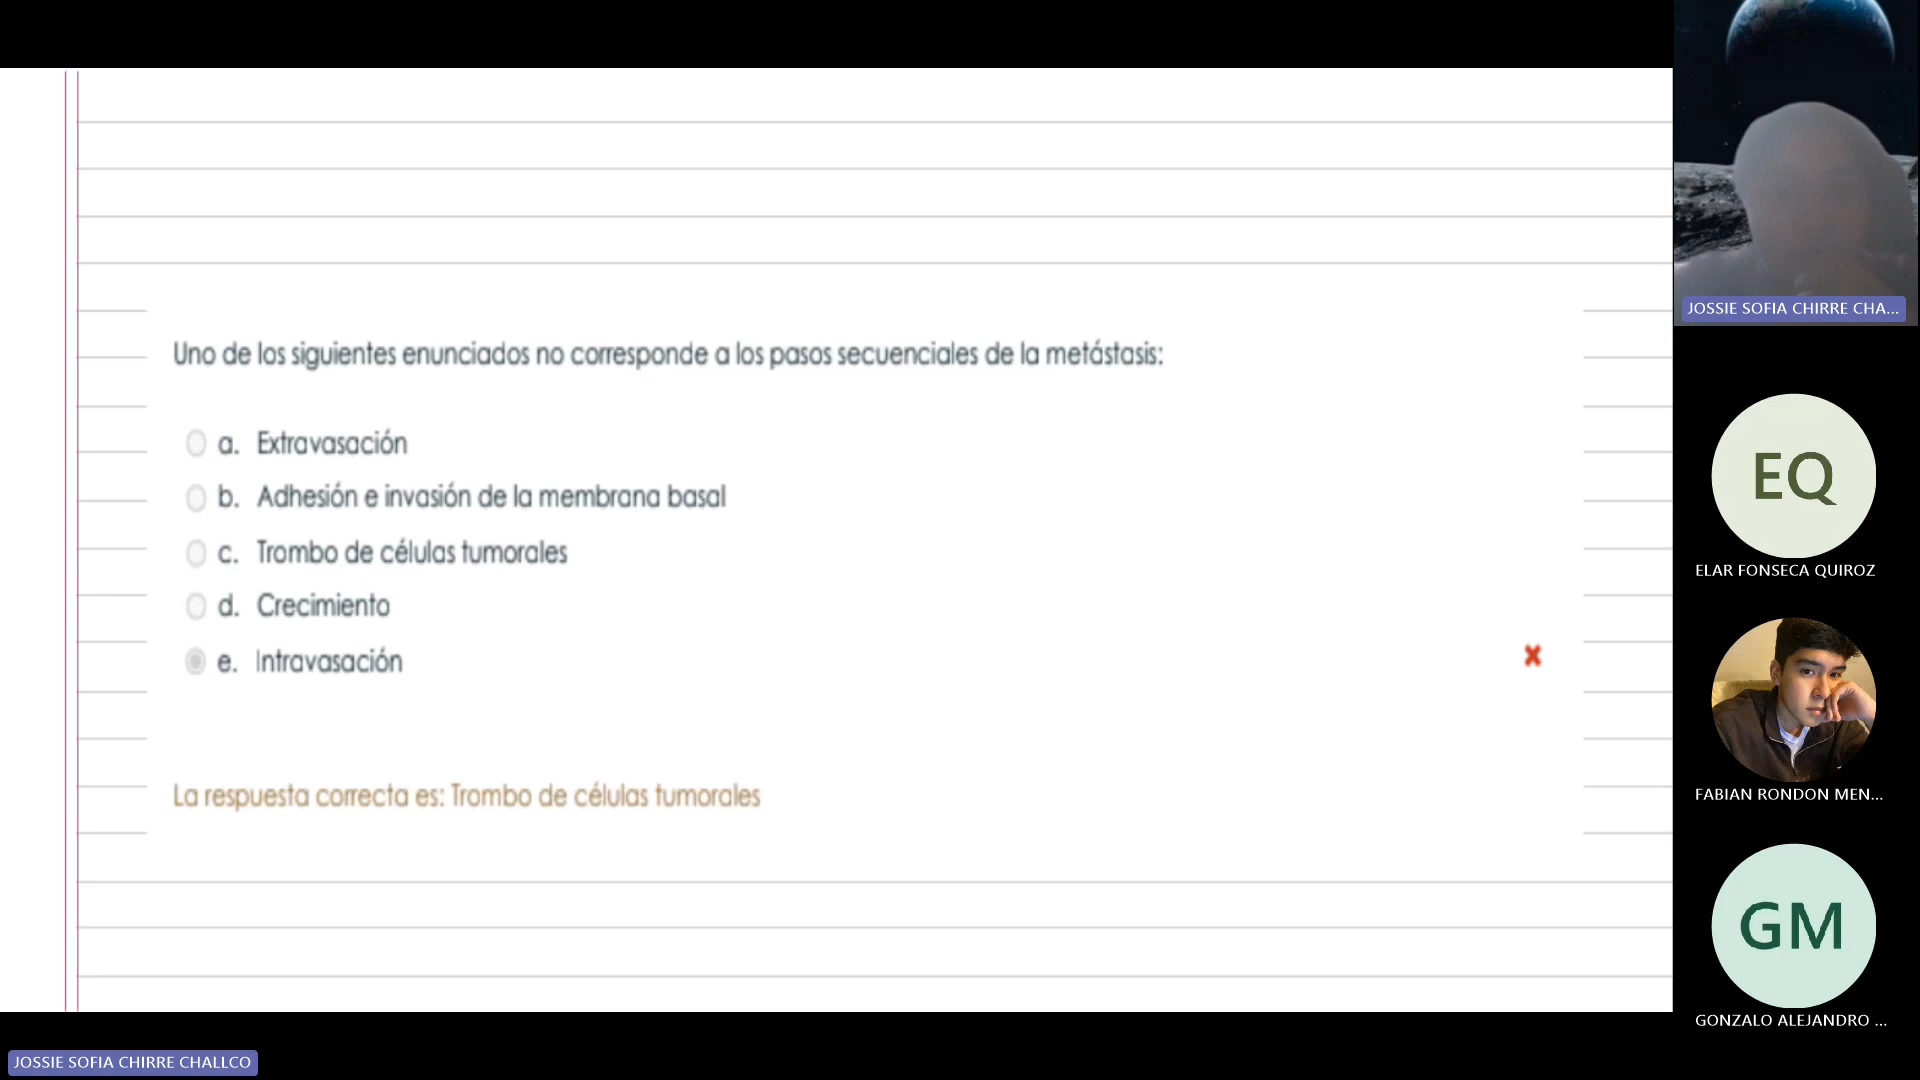 Uno de los siguientes enunciados no corresponde a los pasos secuenciales de la metástasis:
a. Extravasación
b. Adhesión e invasión de la membrana basal
c. Trombo de células tumorales
d. Crecimiento
e. Intravasación
La respuesta correcta es: Trombo de células tumorales
JOSSIE SOFIA CHIRRE CHA...
EQ
ELAR FONSECA QUIROZ
FABIAN RONDON MEN...
GM
GONZALO ALEJANDRO ...
JOSSIE SOFIA CHIRRE CHALLCO